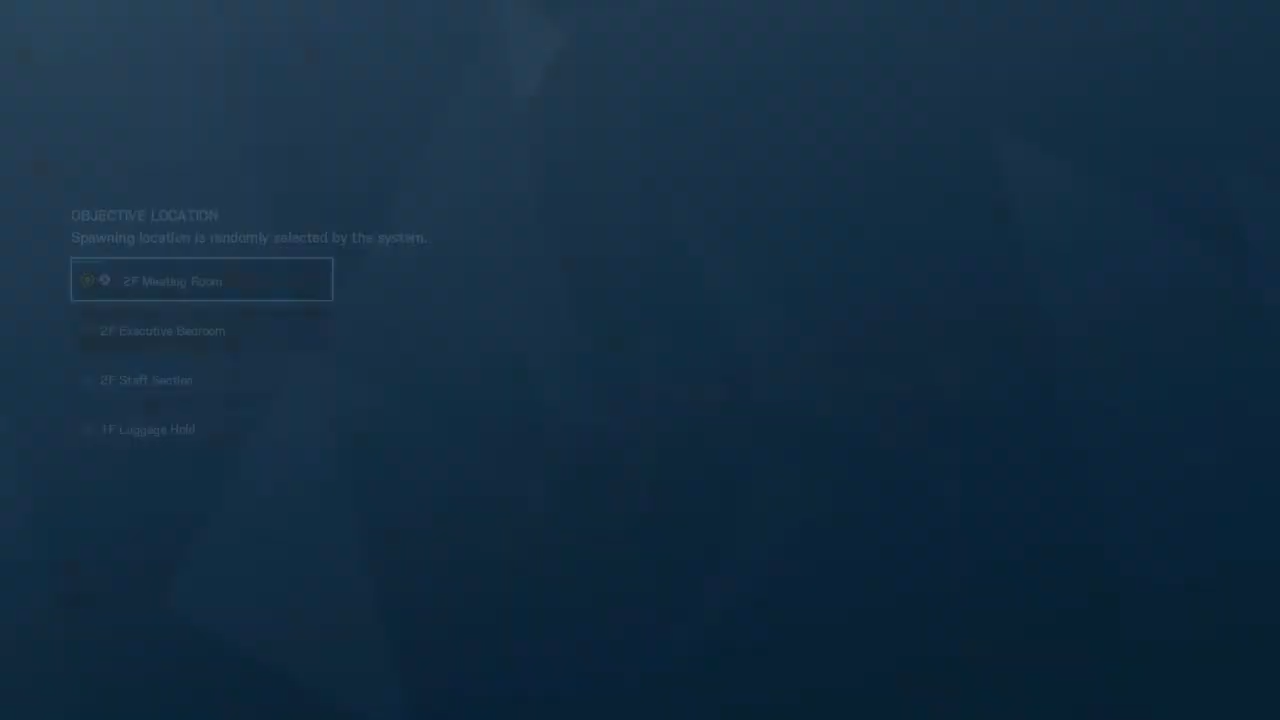 OBJECTIVE LOCATION
Spawning location is randomly selected by the system.
2F Meeting Room
2F Executive Bedroom
2F Staff Section
1F Luggage Hold